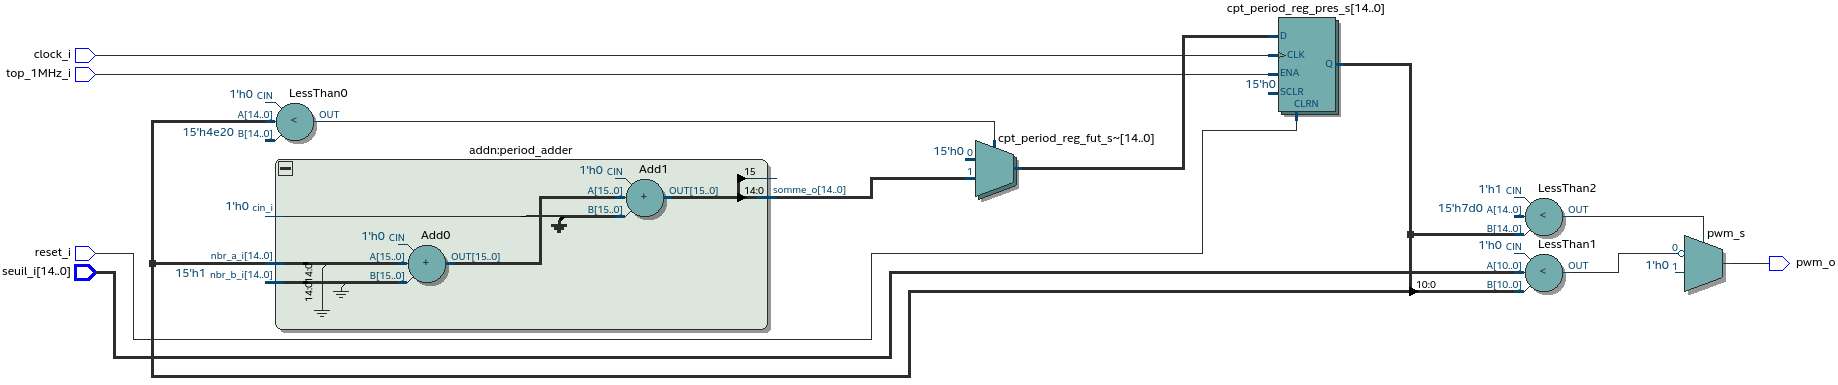 cpt_period_reg_pres_s[14..0]
clock_i
top_1MHz_i
D
CLK
ENA
Q
15'h0
SCLR
CLRN
1'h0 CIN
LessThan0
A[14..0]
OUT
15'h4e20 B[14..0]
<
cpt_period_reg_fut_s~[14..0]
15'h0 0
1
addn:period_adder
1'h0 CIN
Add1
A[15..0]
OUT[15..0]
B[15..0]
+
15
14:0
somme_o[14..0]
1'h0 cin_i
1'h0 CIN
Add0
nbr_a_i[14..0]
A[15..0]
OUT[15..0]
15'h1 nbr_b_i[14..0]
B[15..0]
+
14:0
14:0
reset_i
seuil_i[14..0]
1'h1 CIN
LessThan2
15'h7d0 A[14..0]
OUT
B[14..0]
<
1'h0 CIN
LessThan1
A[10..0]
OUT
10:0
B[10..0]
<
pwm_s
0
1'h0 1
pwm_o